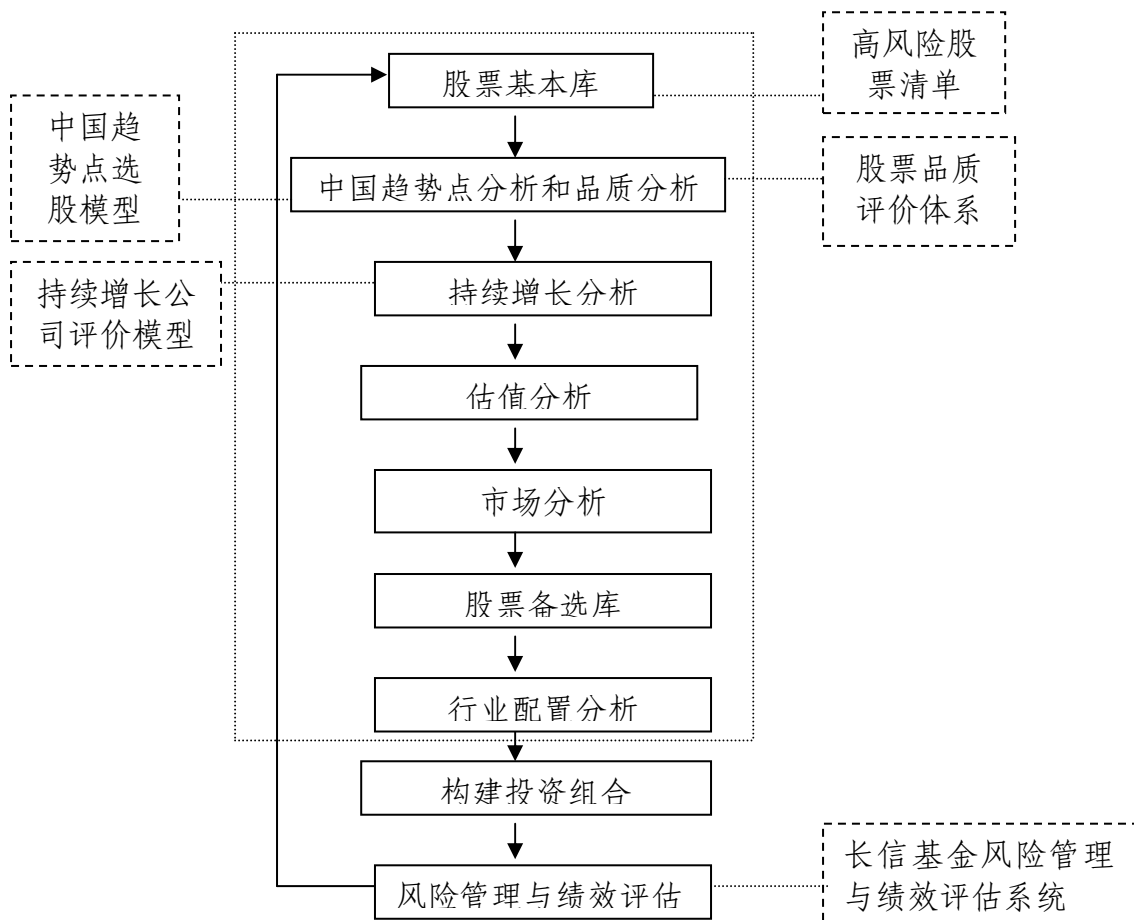 高风险股
票清单
股票基本库
中国趋
势点选
股模型
中国趋势点分析和品质分析
股票品质
评价体系
持续增长公
司评价模型
持续增长分析
估值分析
市场分析
股票备选库
行业配置分析
构建投资组合
风险管理与绩效评估
长信基金风险管理
与绩效评估系统